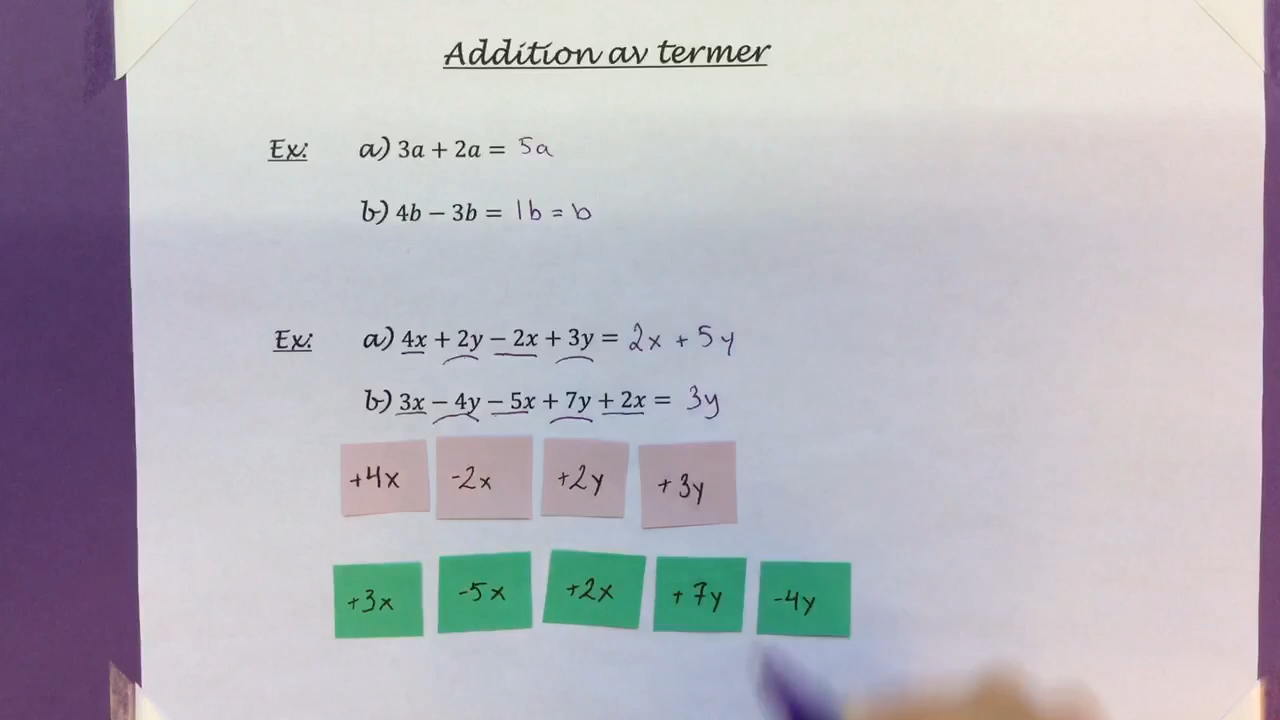 Addition av termer
Ex: a) 3a + 2a = 5a
b) 4b − 3b = 1b = b
Ex: a) 4x + 2y − 2x + 3y = 2x + 5y
b) 3x − 4y − 5x + 7y + 2x = 3y
+4x -2x +2y +3y
+3x -5x +2x +7y -4y